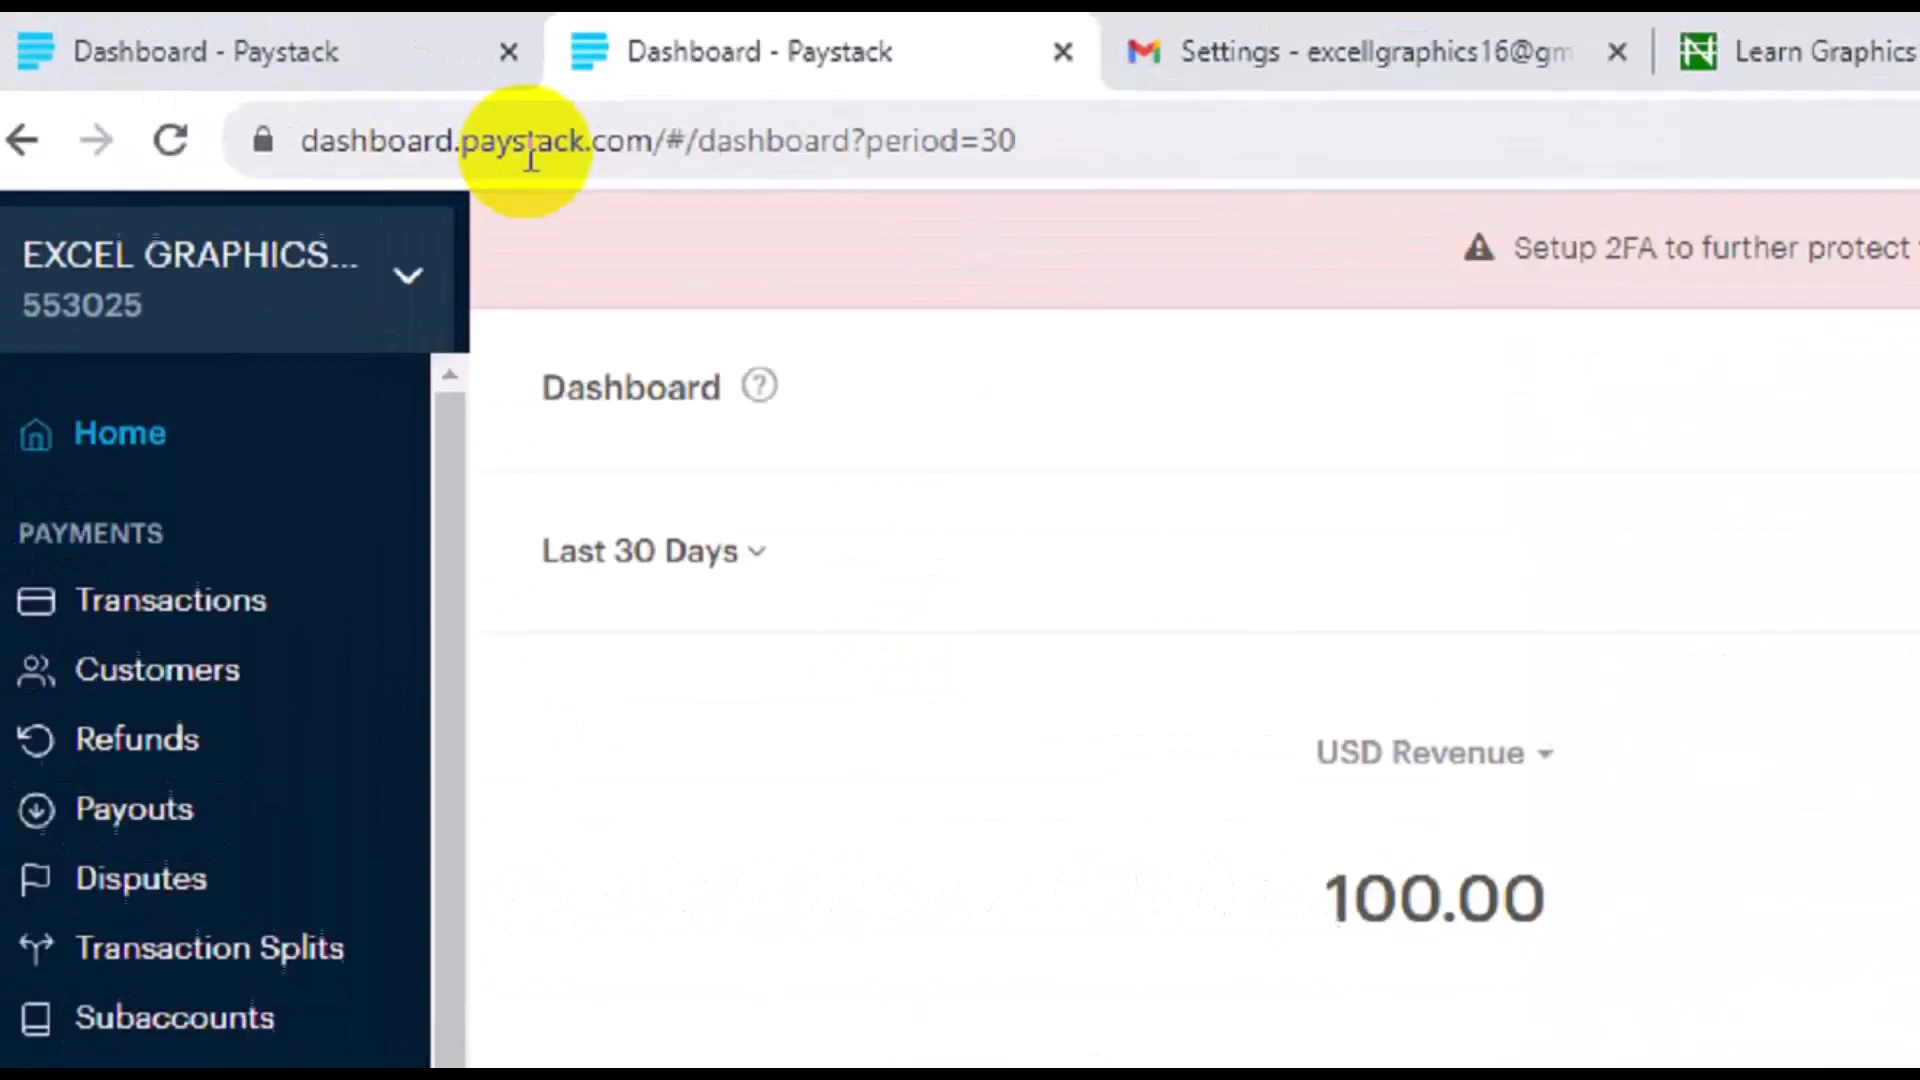 Dashboard - Paystack
Dashboard - Paystack
Settings - excellgraphics16@gm
Learn Graphics
dashboard.paystack.com/#/dashboard?period=30
EXCEL GRAPHICS...
553025
Setup 2FA to further protect
Dashboard
Home
Last 30 Days
PAYMENTS
Transactions
Customers
Refunds
USD Revenue
Payouts
100.00
Disputes
Transaction Splits
Subaccounts